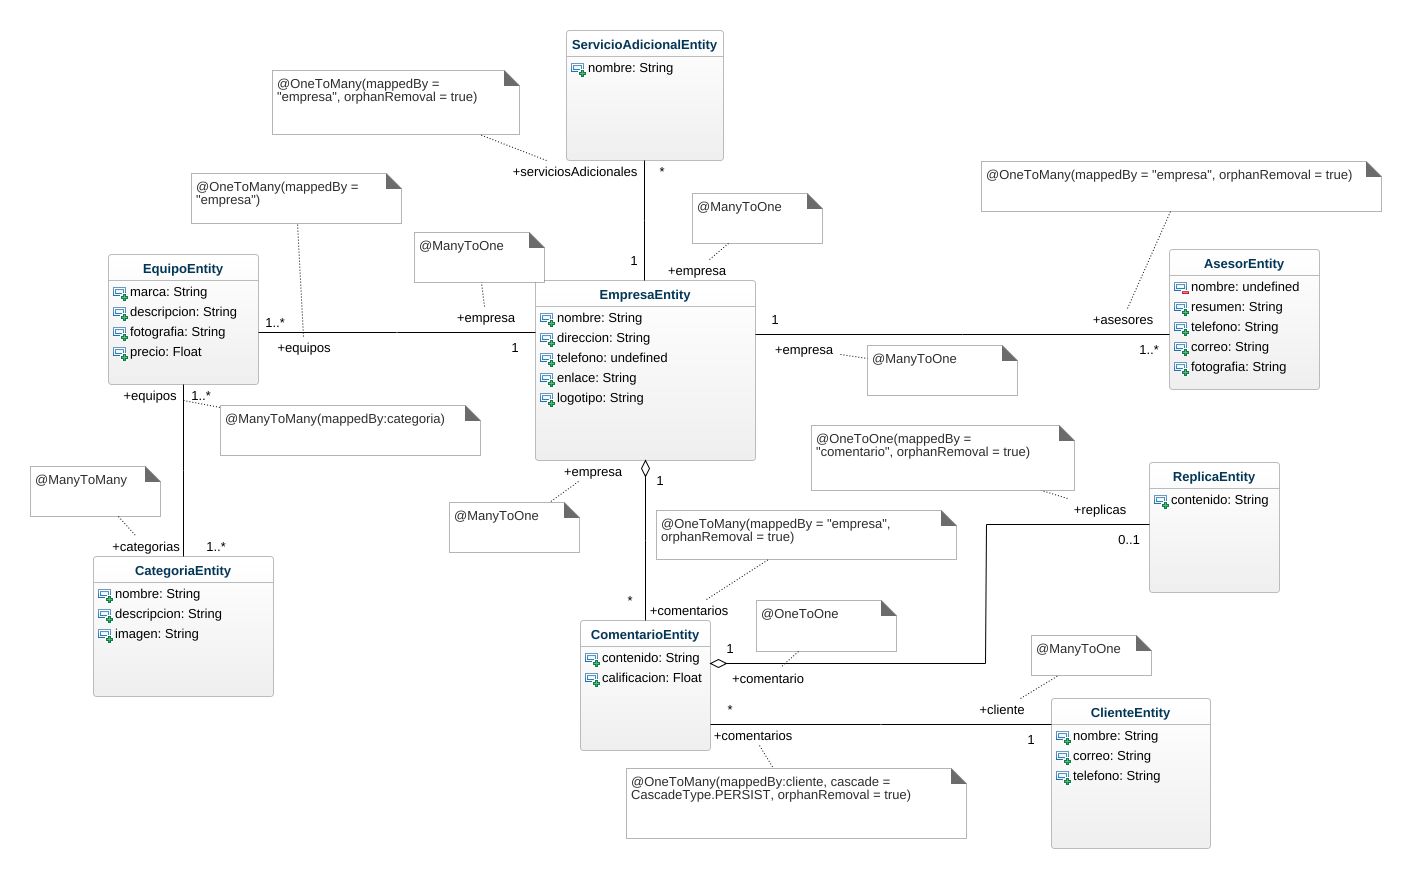 ServicioAdicionalEntity
nombre: String
@OneToMany(mappedBy =
"empresa", orphanRemoval = true)
+serviciosAdicionales
*
@OneToMany(mappedBy = "empresa", orphanRemoval = true)
@OneToMany(mappedBy =
"empresa")
@ManyToOne
@ManyToOne
1
+empresa
EquipoEntity
marca: String
descripcion: String
fotografia: String
precio: Float
1..*
+equipos
+empresa
1
EmpresaEntity
nombre: String
direccion: String
telefono: undefined
enlace: String
logotipo: String
1
+empresa
@ManyToOne
+asesores
1..*
AsesorEntity
nombre: undefined
resumen: String
telefono: String
correo: String
fotografia: String
+equipos
1..*
@ManyToMany(mappedBy:categoria)
@ManyToMany
+categorias
1..*
CategoriaEntity
nombre: String
descripcion: String
imagen: String
+empresa
1
@ManyToOne
@OneToMany(mappedBy = "empresa",
orphanRemoval = true)
*
+comentarios
@OneToOne(mappedBy =
"comentario", orphanRemoval = true)
+replicas
0..1
ReplicaEntity
contenido: String
ComentarioEntity
contenido: String
calificacion: Float
@OneToOne
1
+comentario
@ManyToOne
*
+comentarios
+cliente
1
ClienteEntity
nombre: String
correo: String
telefono: String
@OneToMany(mappedBy:cliente, cascade =
CascadeType.PERSIST, orphanRemoval = true)